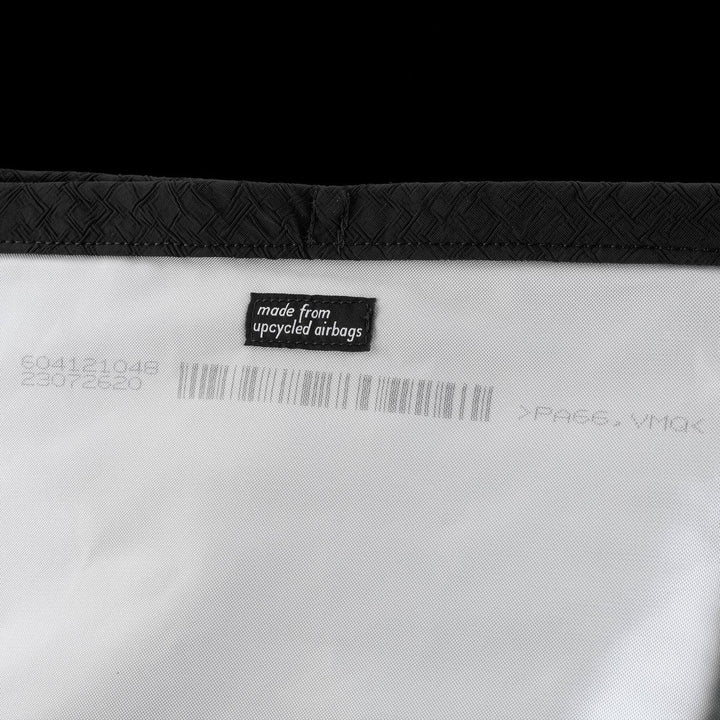 made from
upcycled airbags
604121048
23072620
>PA66,VMQ<